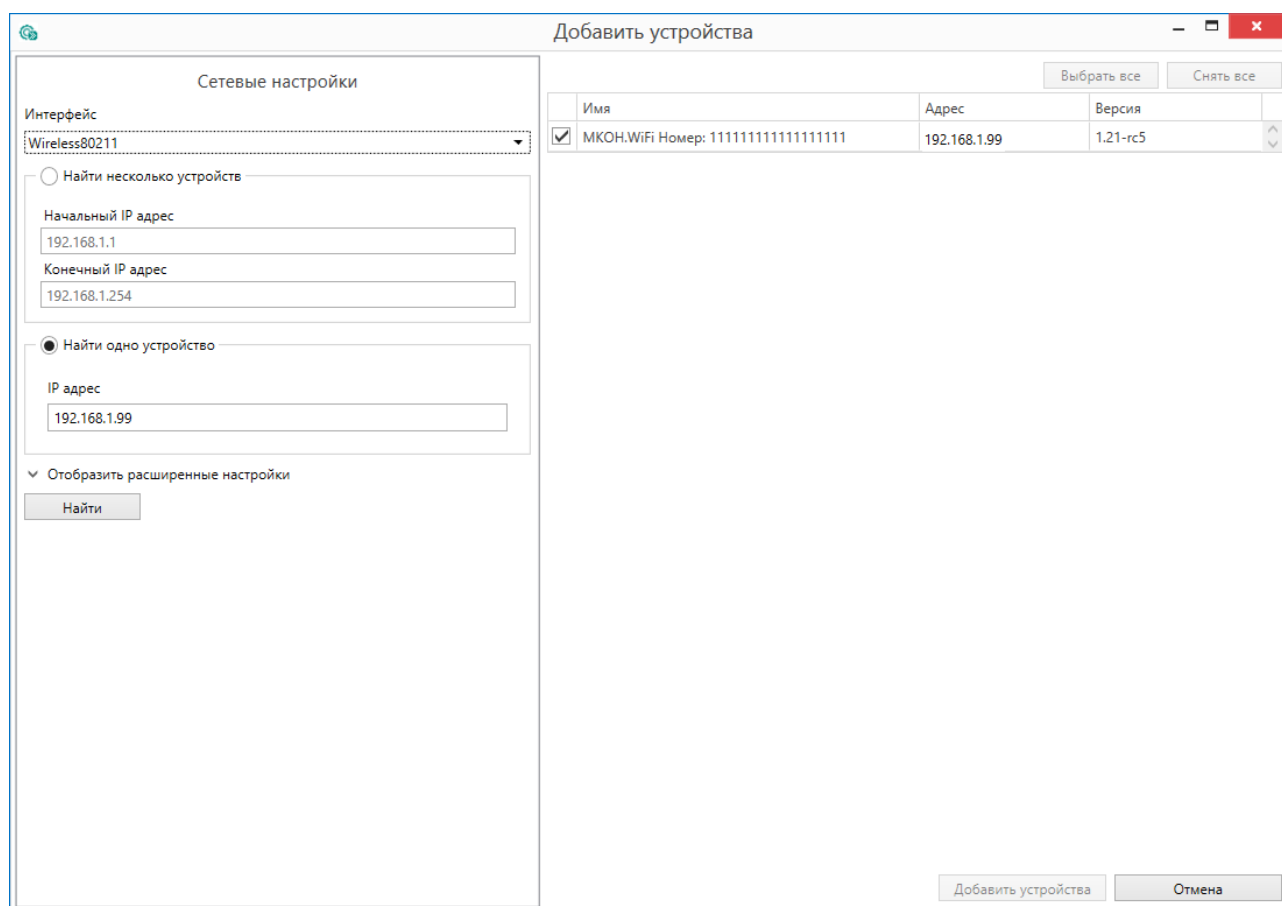 Добавить устройства
Сетевые настройки
Интерфейс
Wireless80211
Найти несколько устройств
Начальный IP адрес
192.168.1.1
Конечный IP адрес
192.168.1.254
Найти одно устройство
IP адрес
192.168.1.99
Отобразить расширенные настройки
Найти
Выбрать все Снять все
Имя Адрес Версия
МКОН.WiFi Номер: 111111111111111111 192.168.1.99 1.21-rc5
Добавить устройства Отмена